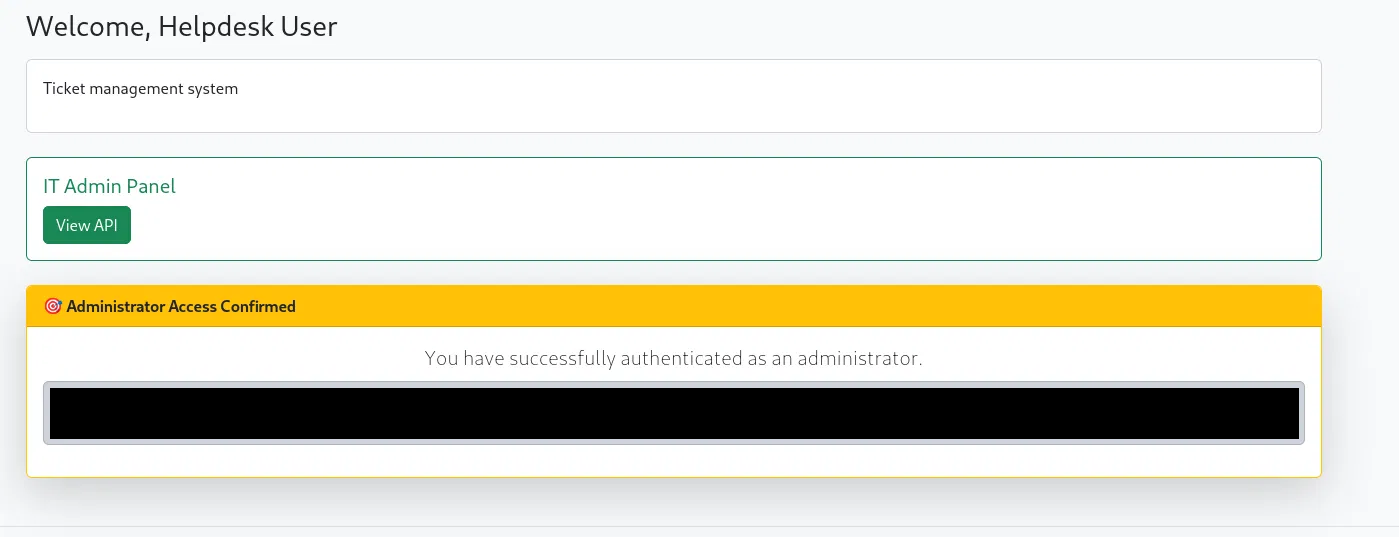 Welcome, Helpdesk User
Ticket management system
IT Admin Panel
View API
🎯 Administrator Access Confirmed
You have successfully authenticated as an administrator.